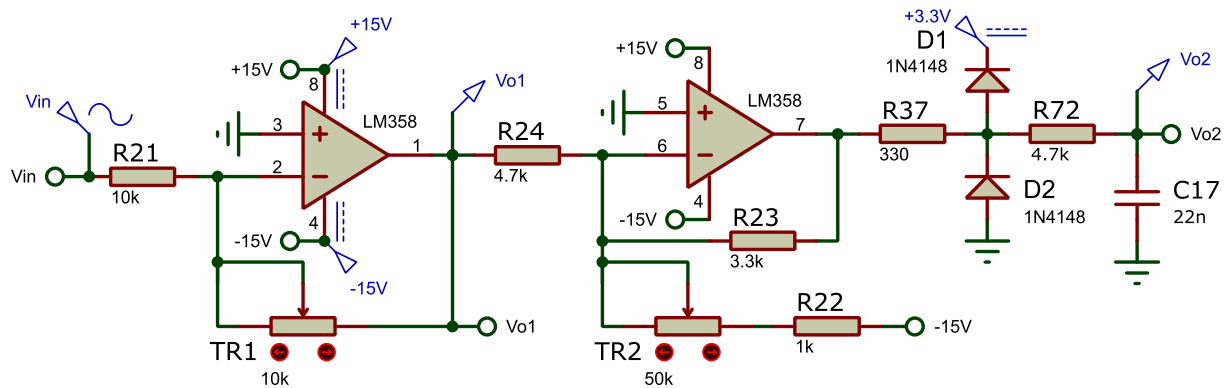 +15V
+3.3V
D1
1N4148
+15V
8
+15V
8
Vo1
Vo2
Vin
LM358
LM358
R21
3
R24
5
R37
R72
+
1
+
7
Vo2
Vin
2
-
6
-
10k
4.7k
330
4.7k
D2
1N4148
C17
22n
4
4
-15V
-15V
R23
-15V
3.3k
R22
TR1
Vo1
TR2
1k
-15V
10k
50k